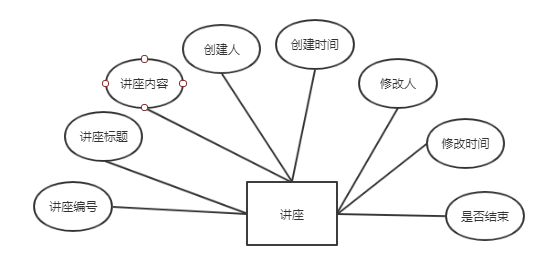 创建人
创建时间
讲座内容
修改人
讲座标题
修改时间
讲座编号
讲座
是否结束